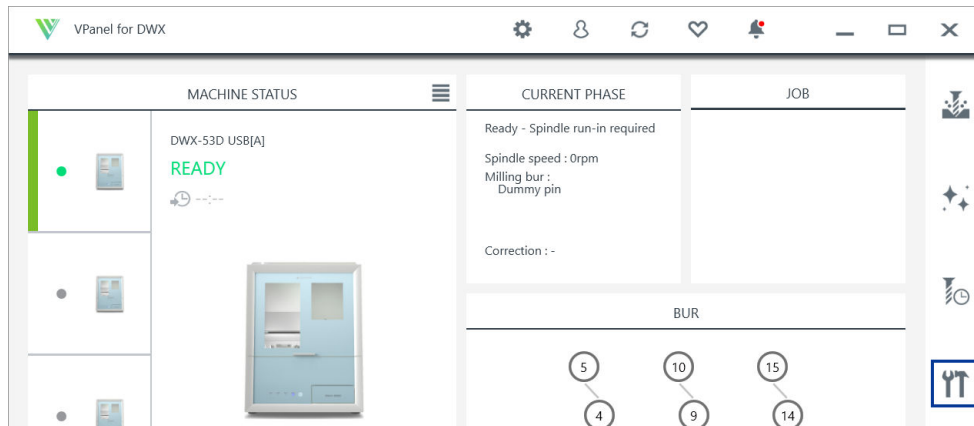 VPanel for DWX
MACHINE STATUS
DWX-53D USB[A]
READY
--:--
CURRENT PHASE
Ready - Spindle run-in required
Spindle speed : 0rpm
Milling bur :
Dummy pin
Correction : -
JOB
BUR
5
10
15
4
9
14